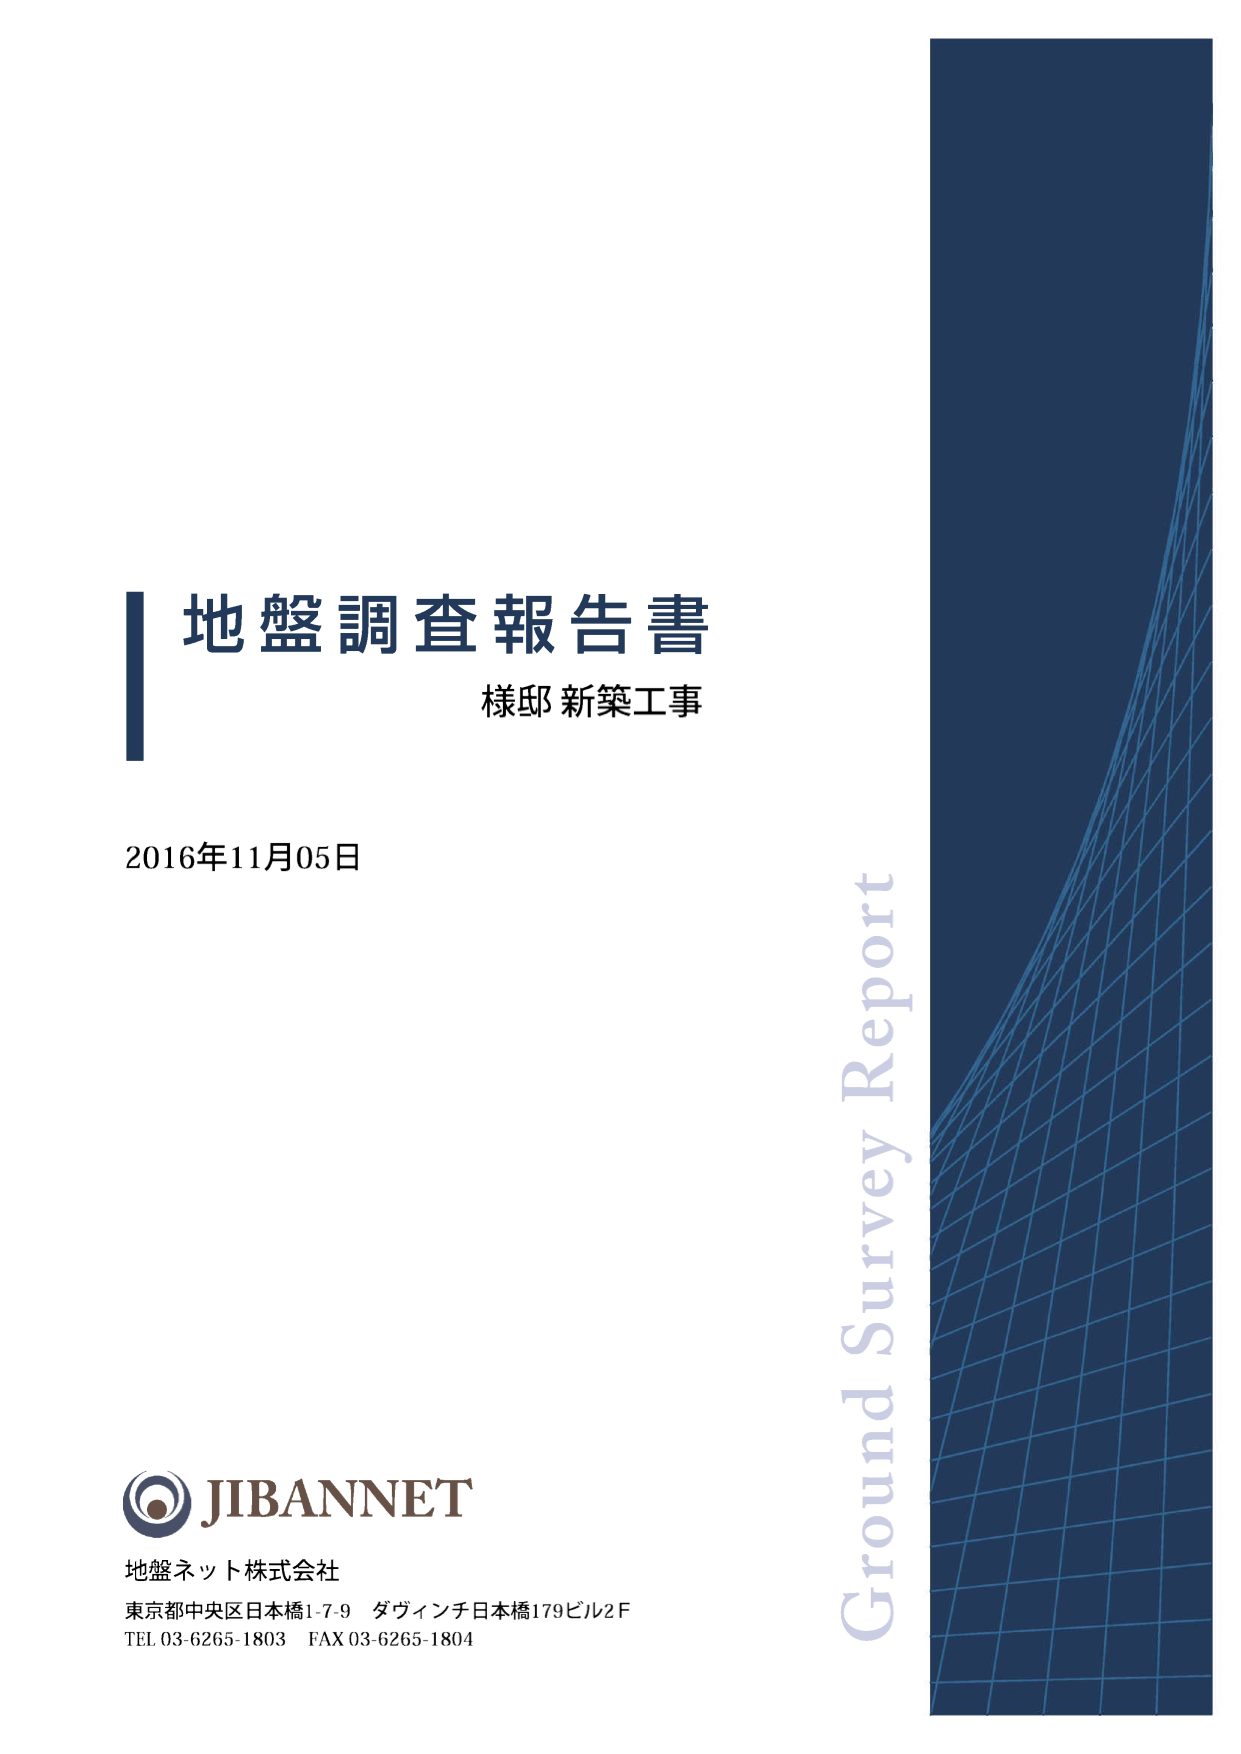 地盤調査報告書
様邸 新築工事
2016年11月05日
Ground Survey Report
JIBANNET
地盤ネット株式会社
東京都中央区日本橋1-7-9　ダヴィンチ日本橋179ビル2F
TEL 03-6265-1803　FAX 03-6265-1804